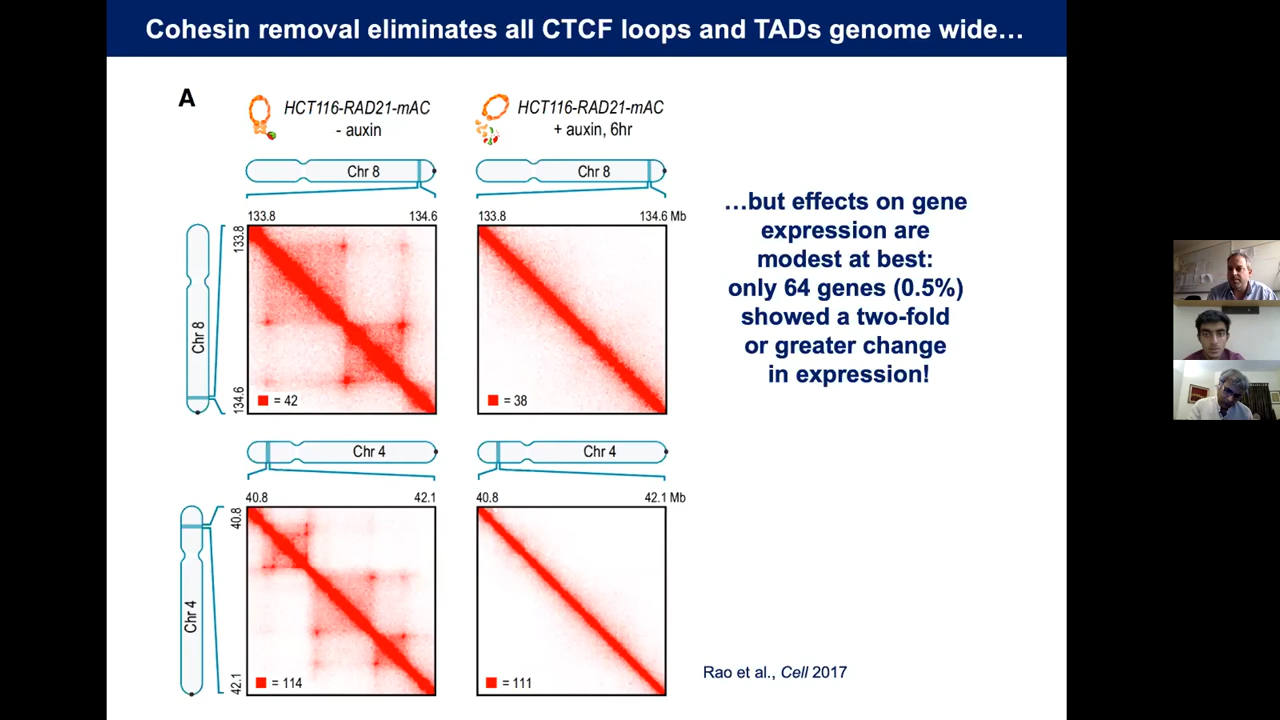 Cohesin removal eliminates all CTCF loops and TADs genome wide…
A
HCT116-RAD21-mAC
- auxin
HCT116-RAD21-mAC
+ auxin, 6hr
Chr 8
Chr 8
133.8
134.6
133.8
134.6 Mb
133.8
Chr 8
134.6
= 42
= 38
…but effects on gene
expression are
modest at best:
only 64 genes (0.5%)
showed a two-fold
or greater change
in expression!
Chr 4
Chr 4
40.8
42.1
40.8
42.1 Mb
40.8
Chr 4
42.1
= 114
= 111
Rao et al., Cell 2017